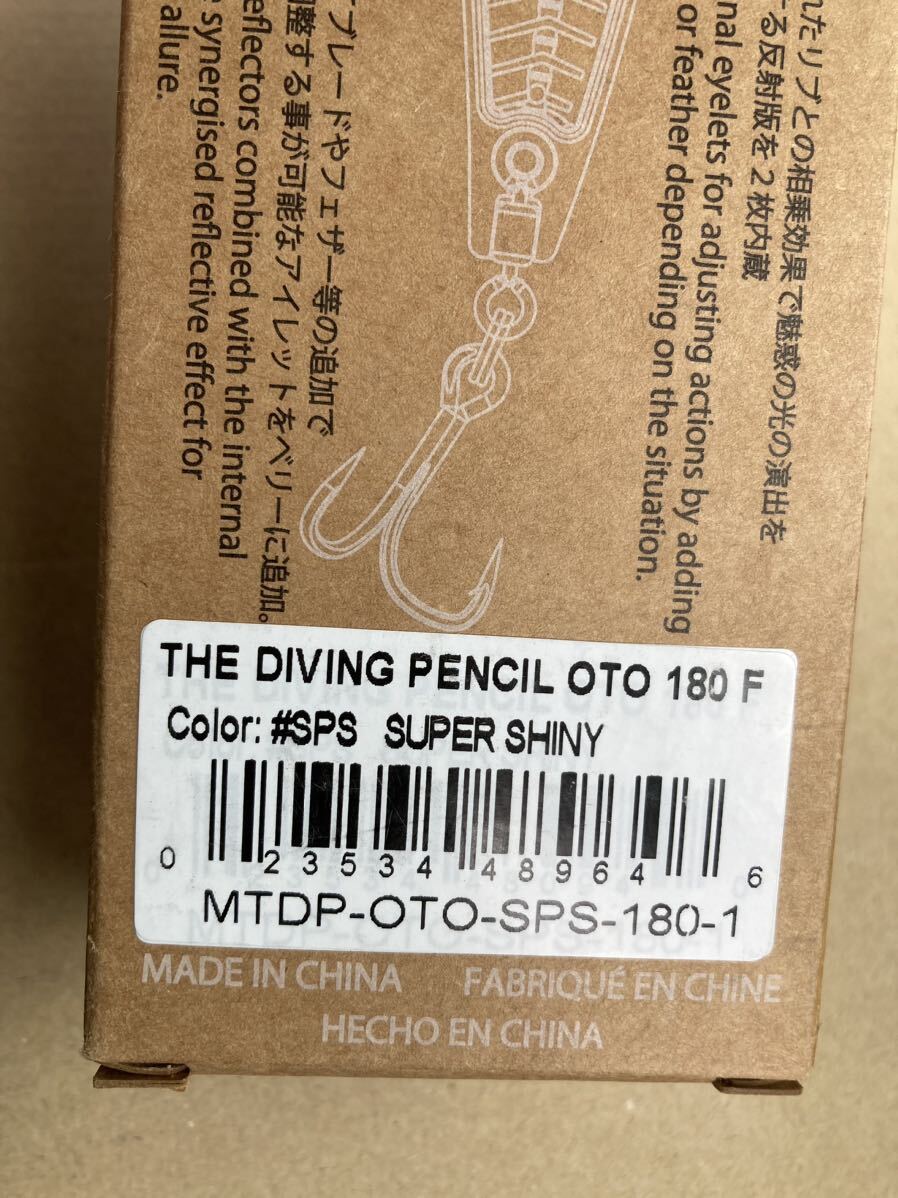 れたリブとの相乗効果で魅惑の光の演出を
する反射版を2枚内蔵
nal eyelets for adjusting actions by adding
or feather depending on the situation.
ブレードやフェザー等の追加で
調整する事が可能なアイレットをベリーに追加。
eflectors combined with the internal
synergised reflective effect for
allure.
THE DIVING PENCIL OTO 180 F
Color: #SPS SUPER SHINY
0 23534 48964 6
MTDP-OTO-SPS-180-1
MADE IN CHINA FABRIQUÉ EN CHINE
HECHO EN CHINA